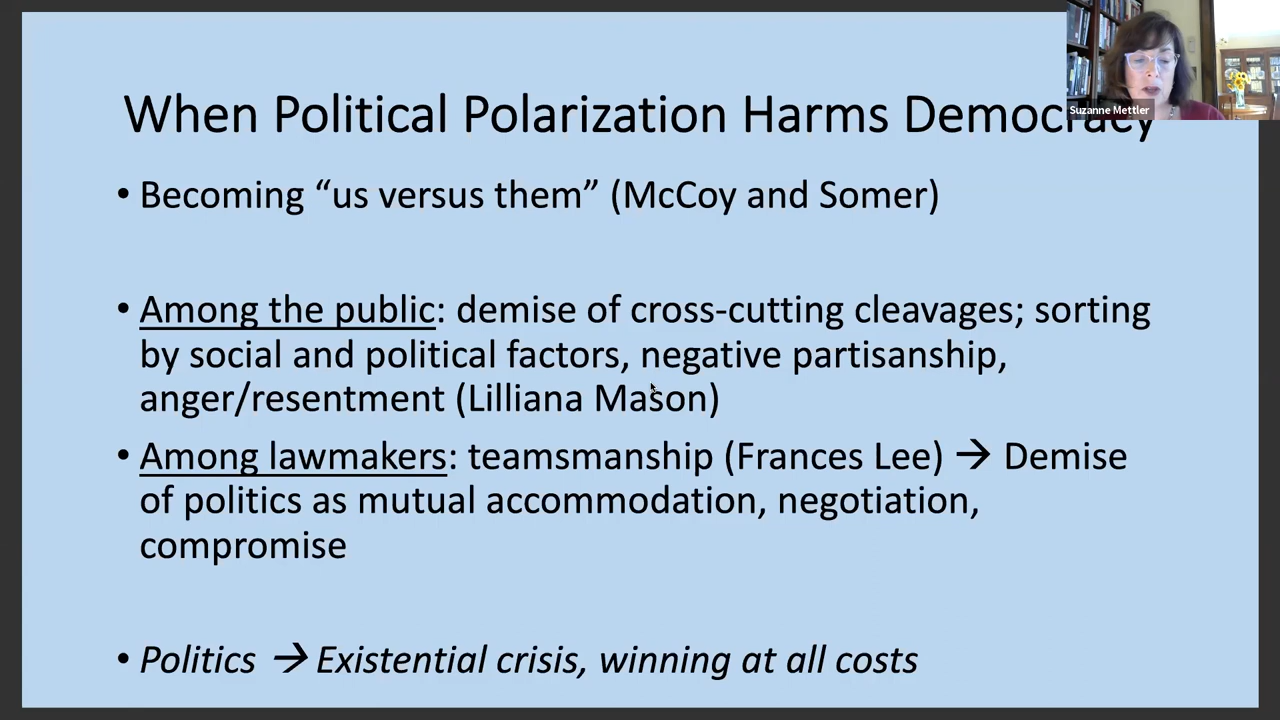 When Political Polarization Harms Democracy
Suzanne Mettler
• Becoming “us versus them” (McCoy and Somer)
• Among the public: demise of cross-cutting cleavages; sorting
by social and political factors, negative partisanship,
anger/resentment (Lilliana Mason)
• Among lawmakers: teamsmanship (Frances Lee) → Demise
of politics as mutual accommodation, negotiation,
compromise
• Politics → Existential crisis, winning at all costs